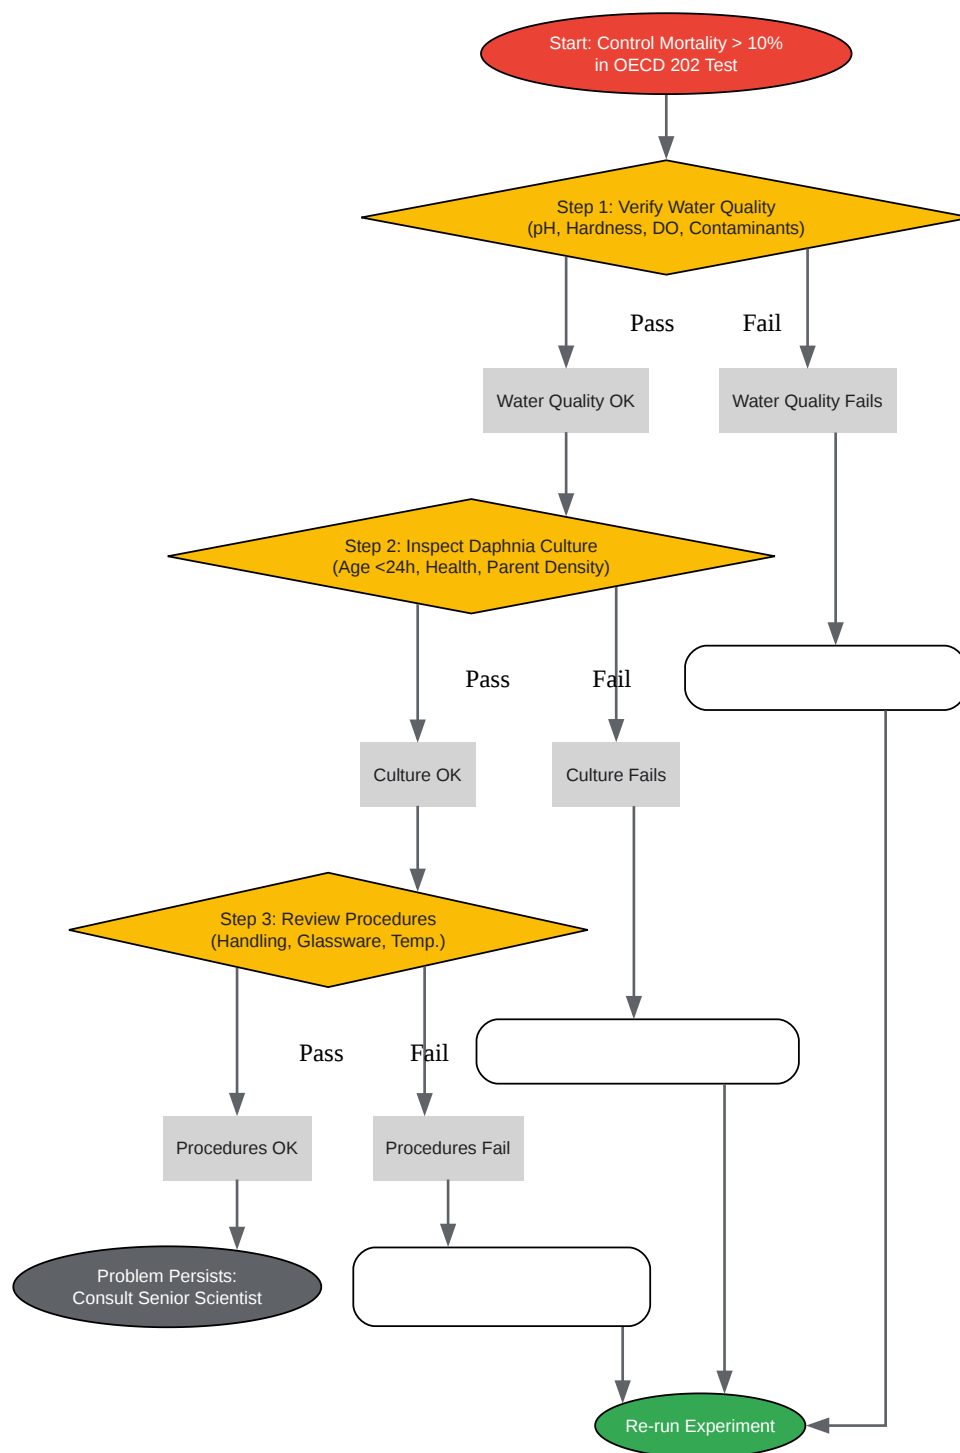 Start: Control Mortality > 10%
in OECD 202 Test
Step 1: Verify Water Quality
(pH, Hardness, DO, Contaminants)
Pass
Fail
Water Quality OK
Water Quality Fails
Step 2: Inspect Daphnia Culture
(Age <24h, Health, Parent Density)
Pass
Fail
Culture OK
Culture Fails
Step 3: Review Procedures
(Handling, Glassware, Temp.)
Pass
Fail
Procedures OK
Procedures Fail
Problem Persists:
Consult Senior Scientist
Re-run Experiment